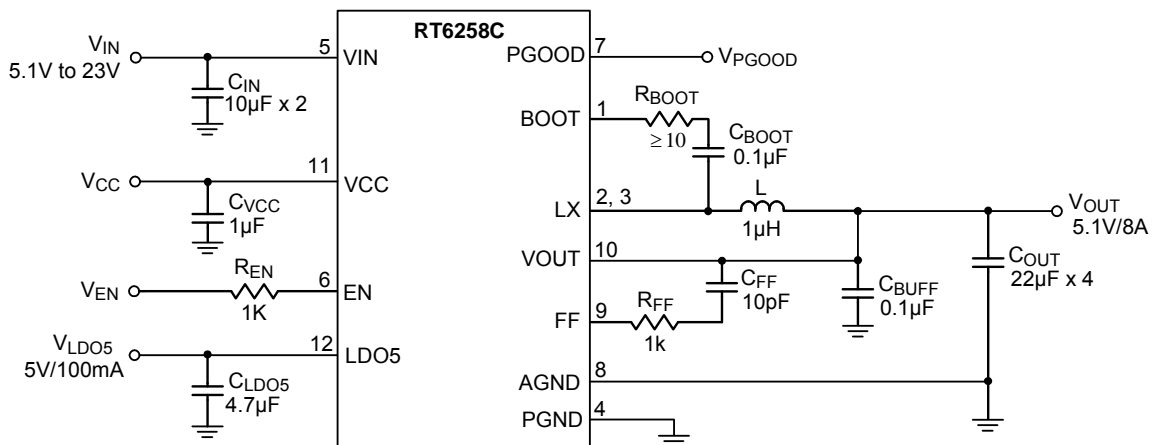 RT6258C
VIN
5.1V to 23V
5
VIN
CIN
10µF x 2
VCC
11
VCC
CVCC
1µF
VEN
REN
1K
6
EN
VLDO5
5V/100mA
12
LDO5
CLDO5
4.7µF
PGOOD
7
VPGOOD
BOOT
1
RBOOT
≥10
CBOOT
0.1µF
LX
2, 3
L
1µH
VOUT
5.1V/8A
VOUT
10
CFF
10pF
CBUFF
0.1µF
COUT
22µF x 4
FF
9
RFF
1k
AGND
8
PGND
4